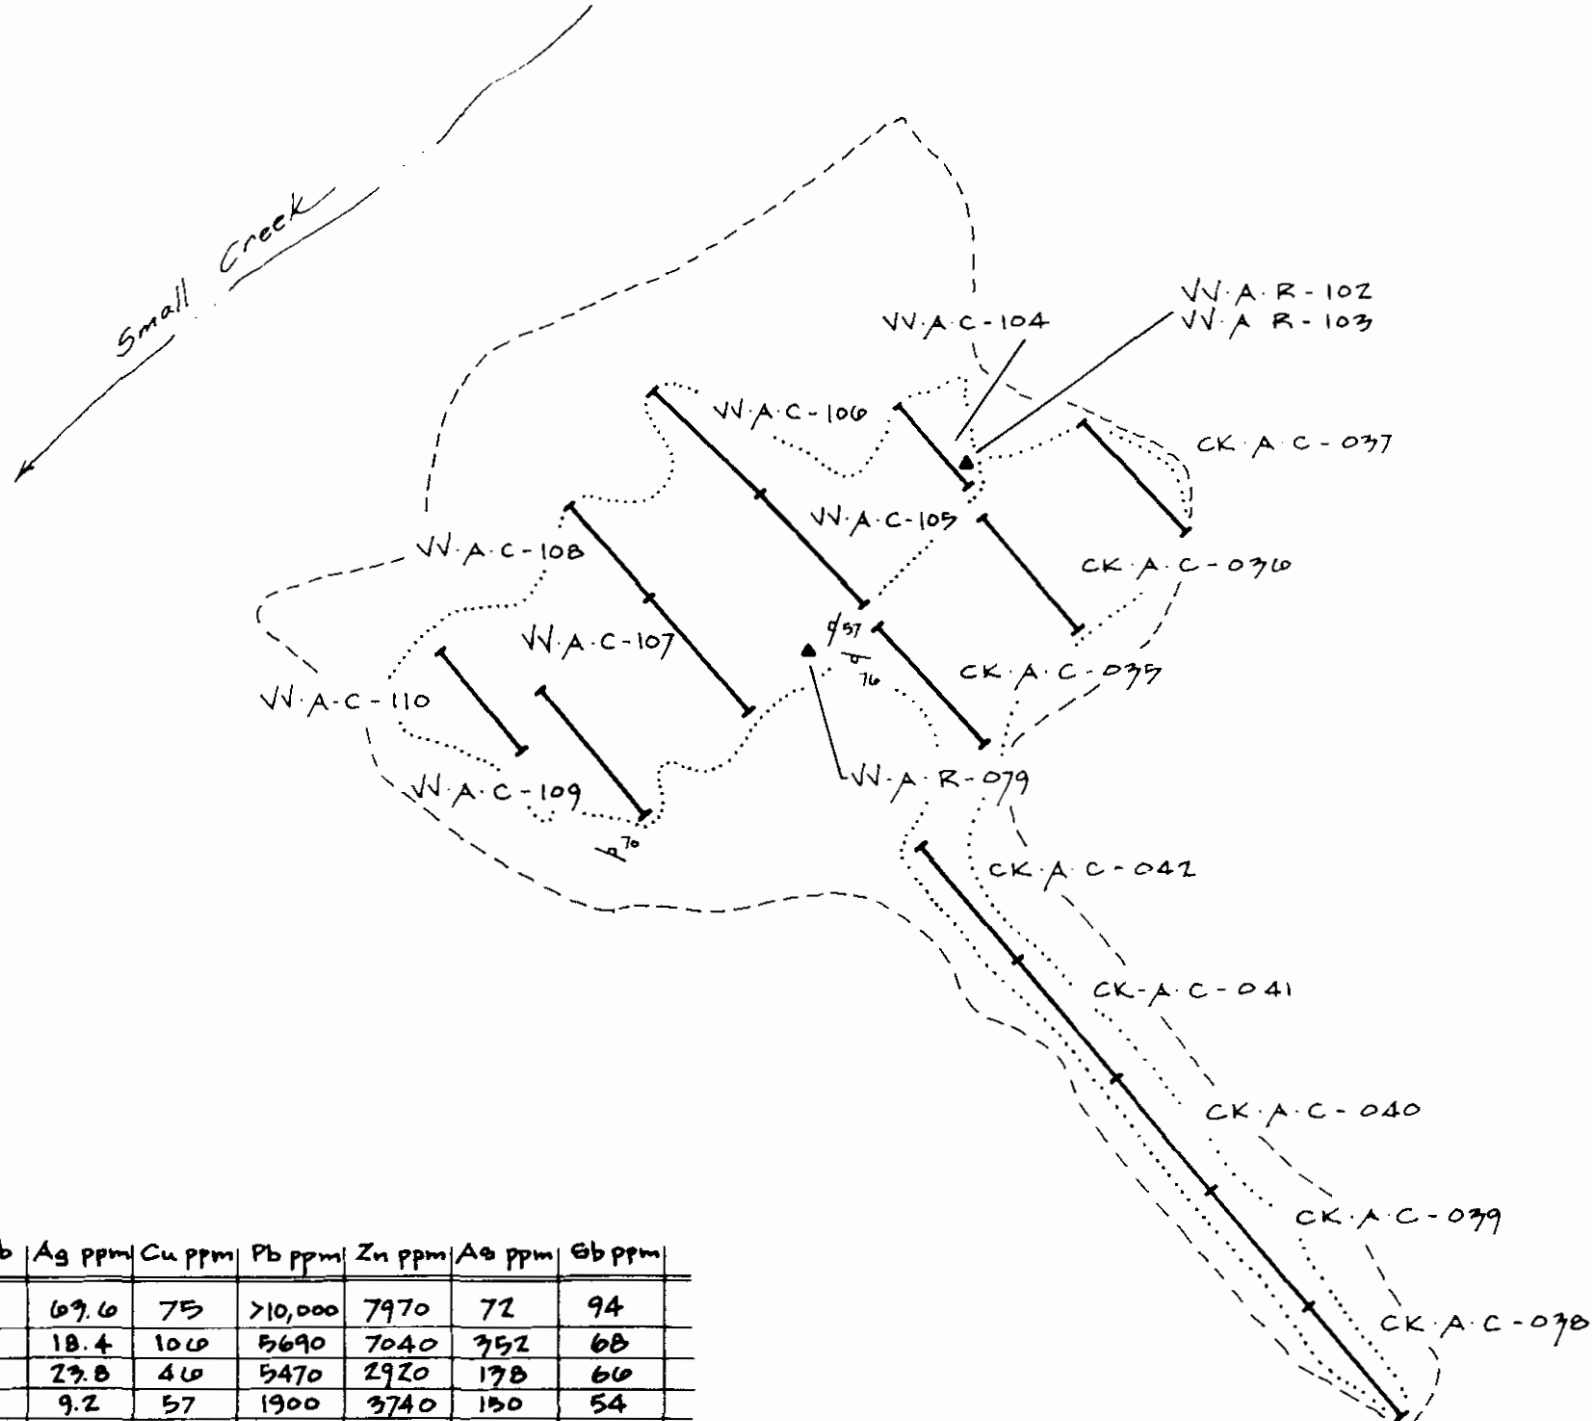 Small Creek
VV·A·R-102
VV·A R-103
VV·A·C-104
VV·A·C-106
CK·A·C-037
VV·A·C-105
CK·A·C-036
VV·A·C-108
57
VV·A·C-107
76
CK·A·C-035
VV·A·C-110
VV·A·R-079
VV·A·C-109
70
CK·A·C-042
CK-A·C-041
CK·A·C-040
CK·A·C-039
CK·A·C-038
b Ag ppm Cu ppm Pb ppm Zn ppm As ppm Sb ppm
63.6 75 >10,000 7970 72 94
18.4 106 5690 7040 352 68
23.8 46 5470 2920 138 66
9.2 57 1900 3740 150 54